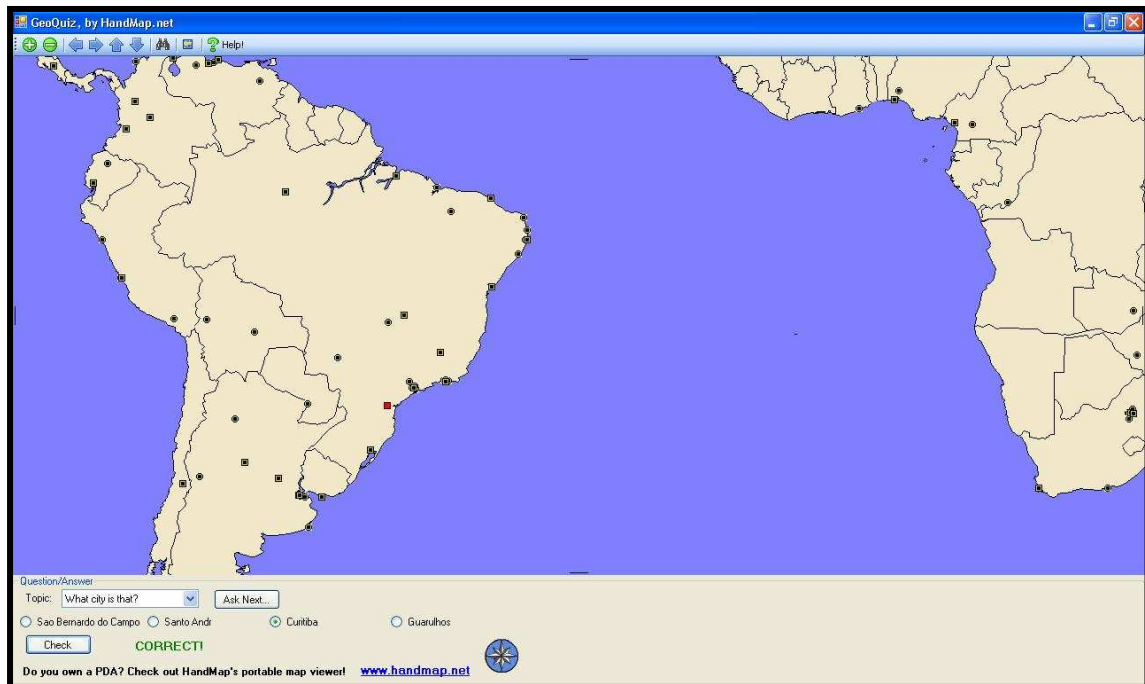 GeoQuiz, by HandMap.net
Help!
Question/Answer
Topic: What city is that? Ask Next...
Sao Bernardo do Campo Santo Andr Curitiba Guarulhos
Check CORRECT!
Do you own a PDA? Check out HandMap's portable map viewer! www.handmap.net